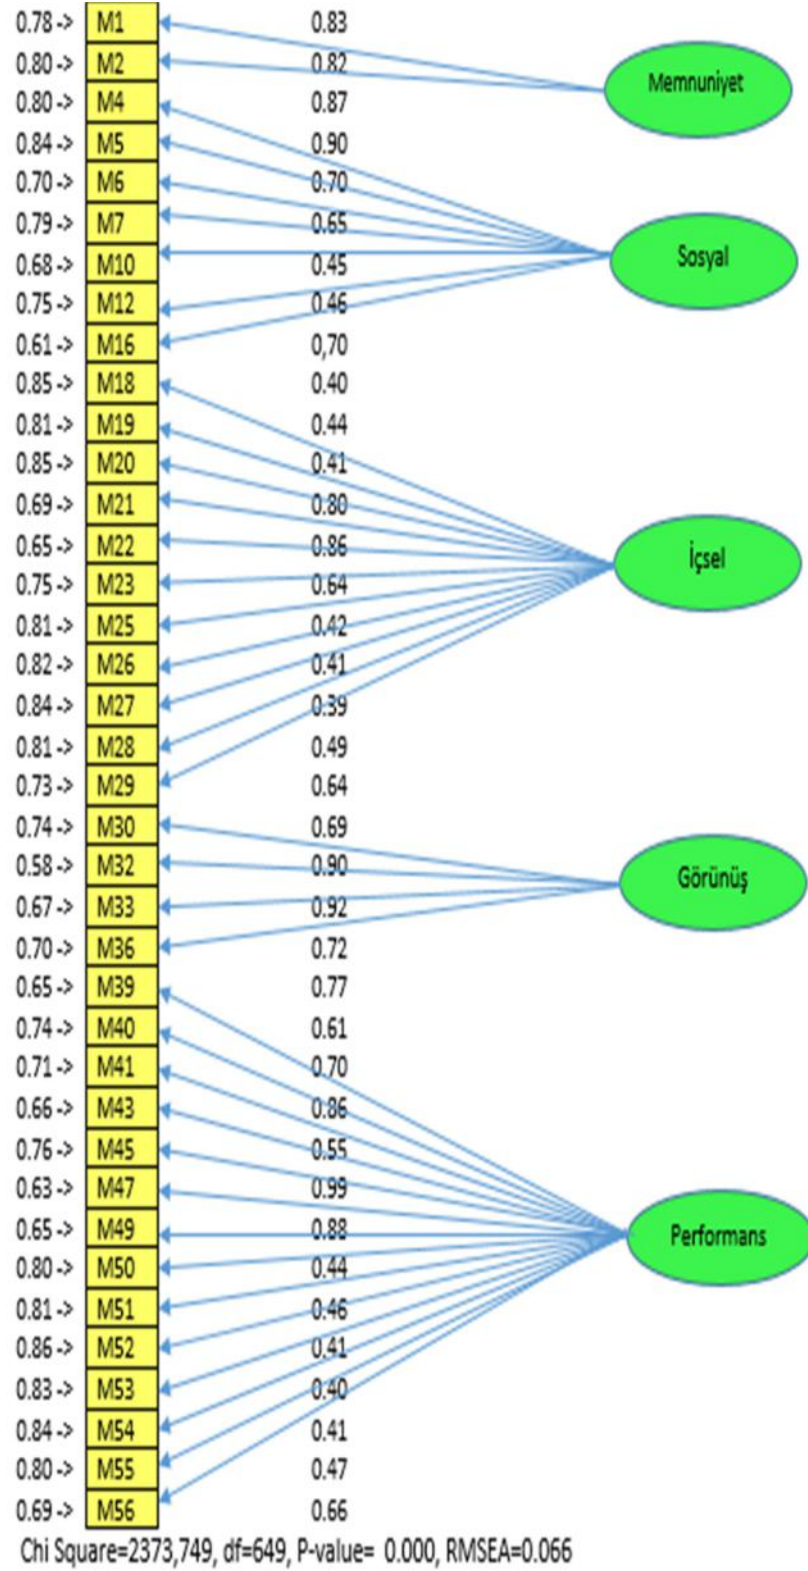 0.78 -> M1 0.83
0.80 -> M2 0.82
Memnuniyet
0.80 -> M4 0.87
0.84 -> M5 0.90
0.70 -> M6 0.70
0.79 -> M7 0.65
Sosyal
0.68 -> M10 0.45
0.75 -> M12 0.46
0.61 -> M16 0,70
0.85 -> M18 0.40
0.81 -> M19 0.44
0.85 -> M20 0.41
0.69 -> M21 0.80
0.65 -> M22 0.86
İçsel
0.75 -> M23 0.64
0.81 -> M25 0.42
0.82 -> M26 0.41
0.84 -> M27 0.39
0.81 -> M28 0.49
0.73 -> M29 0.64
0.74 -> M30 0.69
0.58 -> M32 0.90
Görünüş
0.67 -> M33 0.92
0.70 -> M36 0.72
0.65 -> M39 0.77
0.74 -> M40 0.61
0.71 -> M41 0.70
0.66 -> M43 0.86
0.76 -> M45 0.55
0.63 -> M47 0.99
0.65 -> M49 0.88
Performans
0.80 -> M50 0.44
0.81 -> M51 0.46
0.86 -> M52 0.41
0.83 -> M53 0.40
0.84 -> M54 0.41
0.80 -> M55 0.47
0.69 -> M56 0.66
Chi Square=2373,749, df=649, P-value= 0.000, RMSEA=0.066